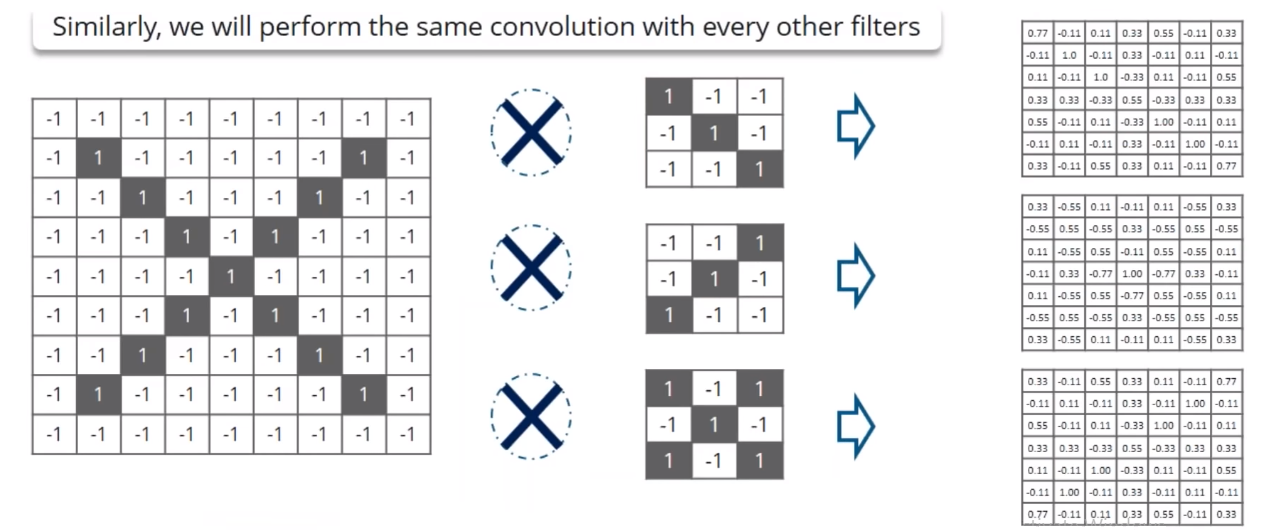 Similarly, we will perform the same convolution with every other filters
-1 -1 -1 -1 -1 -1 -1 -1 -1
-1 1 -1 -1 -1 -1 -1 1 -1
-1 -1 1 -1 -1 -1 1 -1 -1
-1 -1 -1 1 -1 1 -1 -1 -1
-1 -1 -1 -1 1 -1 -1 -1 -1
-1 -1 -1 1 -1 1 -1 -1 -1
-1 -1 1 -1 -1 -1 1 -1 -1
-1 1 -1 -1 -1 -1 -1 1 -1
-1 -1 -1 -1 -1 -1 -1 -1 -1
1 -1 -1
-1 1 -1
-1 -1 1
0.77 -0.11 0.11 0.33 0.55 -0.11 0.33
-0.11 1.0 -0.11 0.33 -0.11 0.11 -0.11
0.11 -0.11 1.0 -0.33 0.11 -0.11 0.55
0.33 0.33 -0.33 0.55 -0.33 0.33 0.33
0.55 -0.11 0.11 -0.33 1.00 -0.11 0.11
-0.11 0.11 -0.11 0.33 -0.11 1.00 -0.11
0.33 -0.11 0.55 0.33 0.11 -0.11 0.77
-1 -1 1
-1 1 -1
1 -1 -1
0.33 -0.55 0.11 -0.11 0.11 -0.55 0.33
-0.55 0.55 -0.55 0.33 -0.55 0.55 -0.55
0.11 -0.55 0.55 -0.11 0.55 -0.55 0.11
-0.11 0.33 -0.77 1.00 -0.77 0.33 -0.11
0.11 -0.55 0.55 -0.77 0.55 -0.55 0.11
-0.55 0.55 -0.55 0.33 -0.55 0.55 -0.55
0.33 -0.55 0.11 -0.11 0.11 -0.55 0.33
1 -1 1
-1 1 -1
1 -1 1
0.33 -0.11 0.55 0.33 0.11 -0.11 0.77
-0.11 0.11 -0.11 0.33 -0.11 1.00 -0.11
0.55 -0.11 0.11 -0.33 1.00 -0.11 0.11
0.33 0.33 -0.33 0.55 -0.33 0.33 0.33
0.11 -0.11 1.00 -0.33 0.11 -0.11 0.55
-0.11 1.00 -0.11 0.33 -0.11 0.11 -0.11
0.77 -0.11 0.11 0.33 0.55 -0.11 0.33